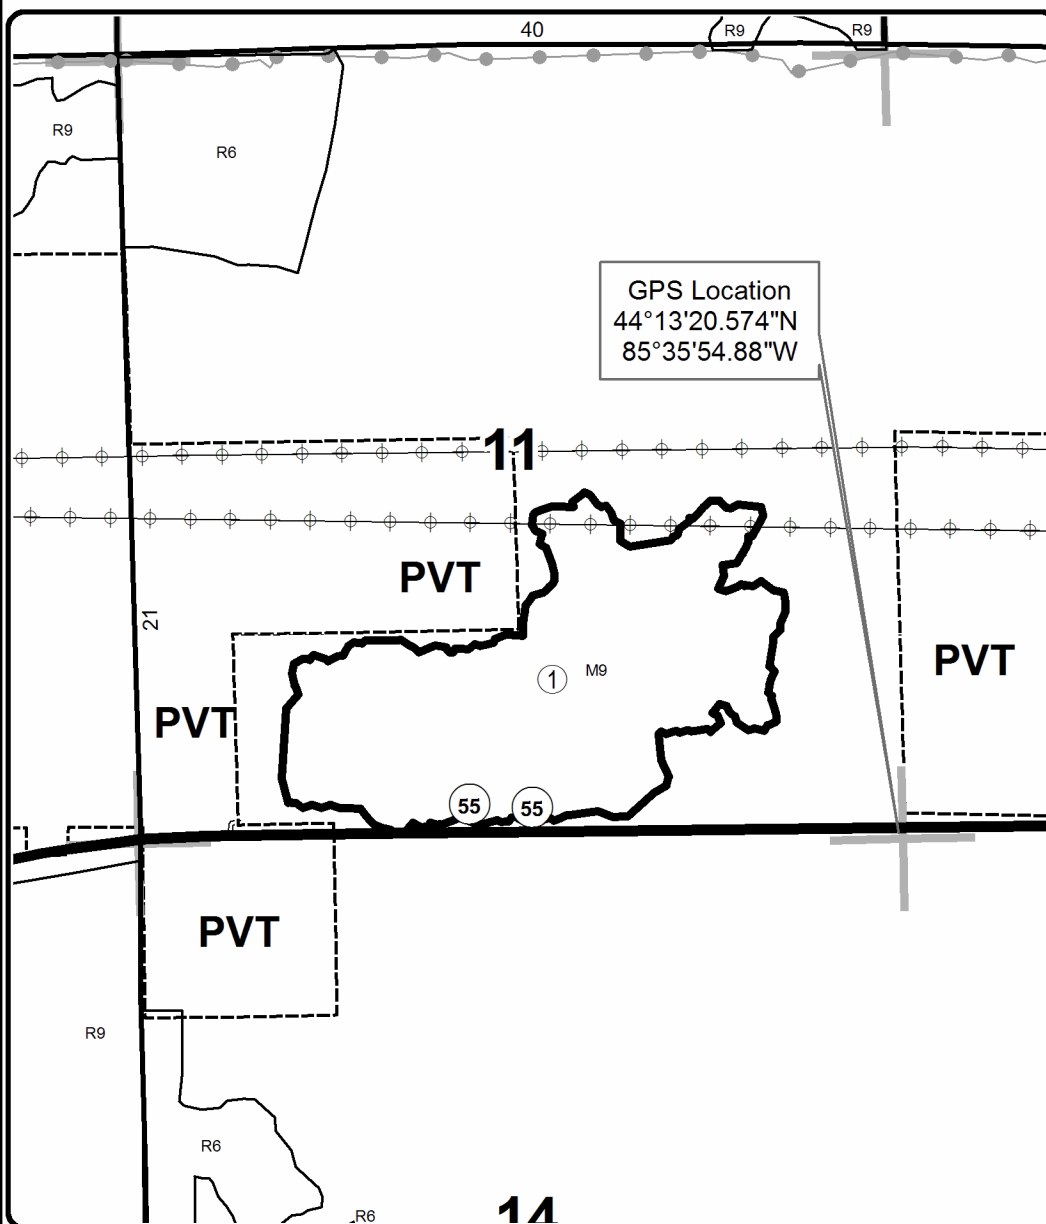 40
R9
R9
R9
R6
GPS Location
44°13'20.574"N
85°35'54.88"W
11
PVT
21
PVT
1
M9
PVT
55
55
PVT
R9
R6
R6
14